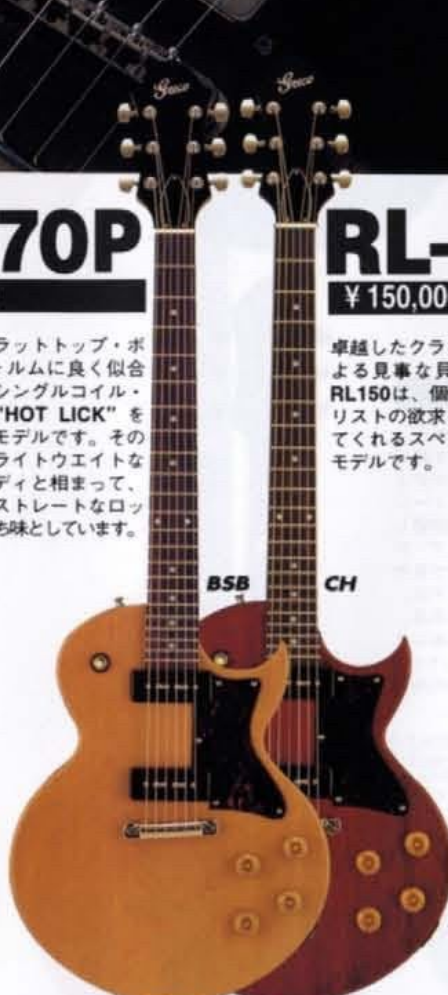 Greco
Greco
70P
ラットトップ・ボ
ルムに良く似合
シングルコイル・
"HOT LICK" を
モデルです。その
ライトウエイトな
ディと相まって、
ストレートなロッ
ち味としています。
RL-
¥ 150,00
卓越したクラ
よる見事な貝
RL150は、個
リストの欲求
てくれるスペ
モデルです。
BSB
CH